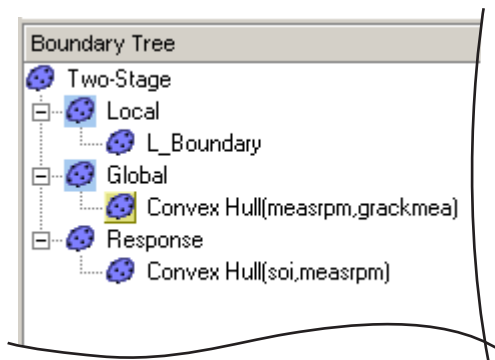 Boundary Tree
Two-Stage
Local
L_Boundary
Global
Convex Hull(measrpm,grackmea)
Response
Convex Hull(soi,measrpm)